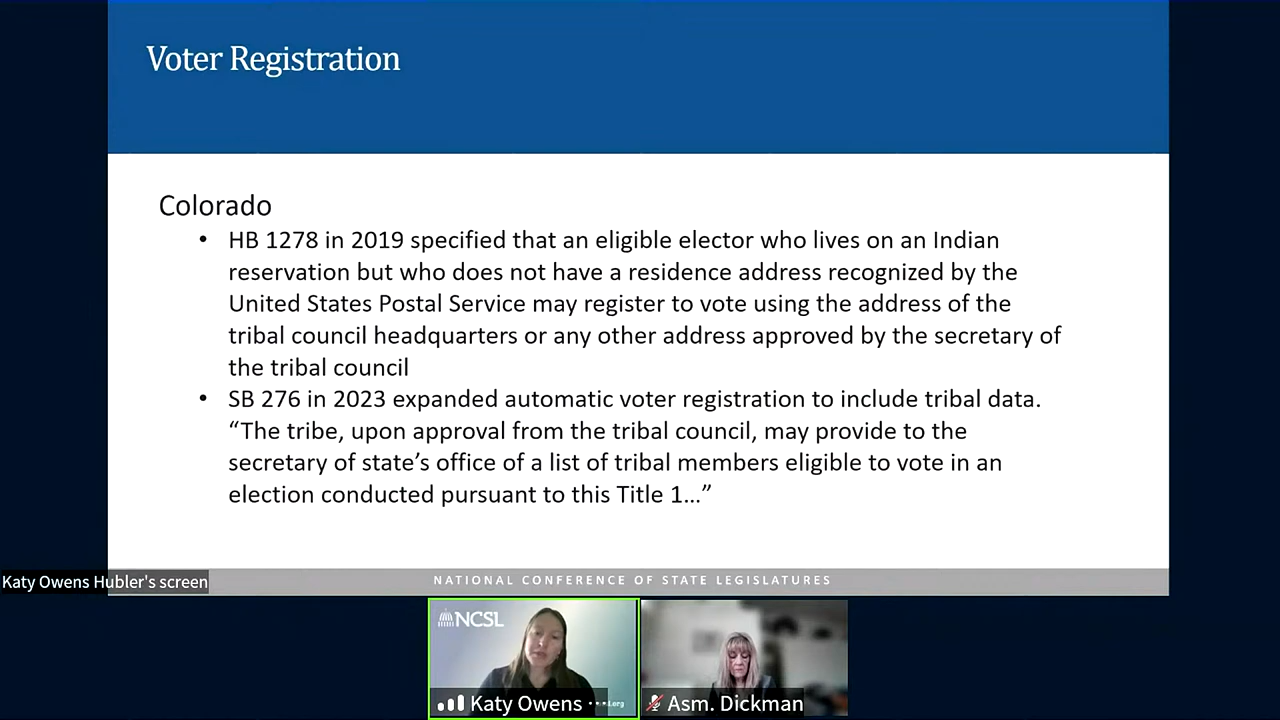 Voter Registration
Colorado
• HB 1278 in 2019 specified that an eligible elector who lives on an Indian
reservation but who does not have a residence address recognized by the
United States Postal Service may register to vote using the address of the
tribal council headquarters or any other address approved by the secretary of
the tribal council
• SB 276 in 2023 expanded automatic voter registration to include tribal data.
“The tribe, upon approval from the tribal council, may provide to the
secretary of state’s office of a list of tribal members eligible to vote in an
election conducted pursuant to this Title 1…”
NATIONAL CONFERENCE OF STATE LEGISLATURES
Katy Owens Hubler's screen
NCSL
Katy Owens
Asm. Dickman